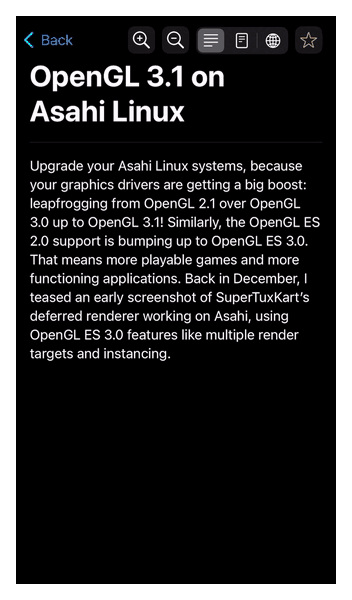 Back
OpenGL 3.1 on
Asahi Linux
Upgrade your Asahi Linux systems, because
your graphics drivers are getting a big boost:
leapfrogging from OpenGL 2.1 over OpenGL
3.0 up to OpenGL 3.1! Similarly, the OpenGL ES
2.0 support is bumping up to OpenGL ES 3.0.
That means more playable games and more
functioning applications. Back in December, I
teased an early screenshot of SuperTuxKart’s
deferred renderer working on Asahi, using
OpenGL ES 3.0 features like multiple render
targets and instancing.